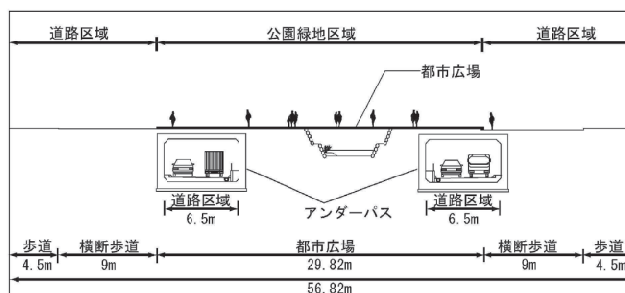 道路区域 公園緑地区域 道路区域
都市広場
道路区域 道路区域
6.5m アンダーパス 6.5m
歩道 横断歩道 都市広場 横断歩道 歩道
4.5m 9m 29.82m 9m 4.5m
56.82m